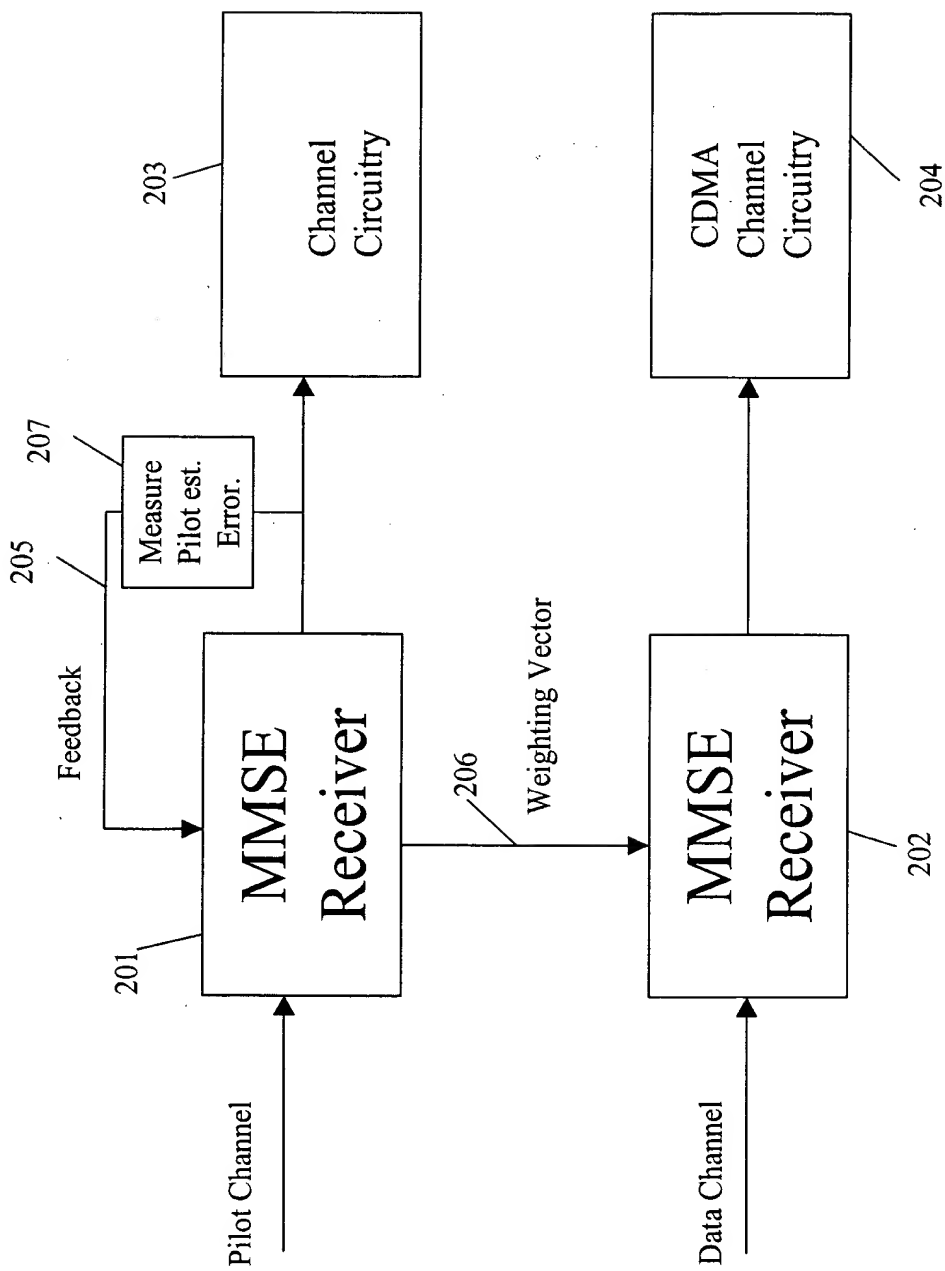 203
Channel
Circuitry
CDMA
Channel
Circuitry
204
207
Measure
Pilot est.
Error.
205
Feedback
MMSE
Receiver
201
206
Weighting Vector
MMSE
Receiver
202
Pilot Channel
Data Channel